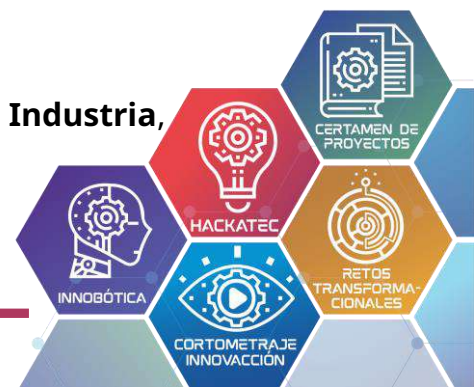 Industria,
CERTAMEN DE
PROYECTOS
HACKATEC
INNOBÓTICA
RETOS
TRANSFORMA-
CIONALES
CORTOMETRAJE
INNOVACCIÓN